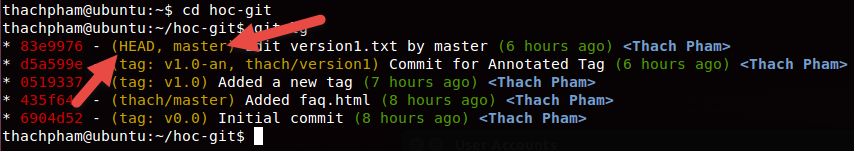 thachpham@ubuntu:~$ cd hoc-git
thachpham@ubuntu:~/hoc-git$ git lg
* 83e9976 - (HEAD, master) Edit version1.txt by master (6 hours ago) <Thach Pham>
* d5a599e - (tag: v1.0-an, thach/version1) Commit for Annotated Tag (6 hours ago) <Thach Pham>
* 0519337 - (tag: v1.0) Added a new tag (7 hours ago) <Thach Pham>
* 435f64 - (thach/master) Added faq.html (8 hours ago) <Thach Pham>
* 6904d52 - (tag: v0.0) Initial commit (8 hours ago) <Thach Pham>
thachpham@ubuntu:~/hoc-git$
User Accounts